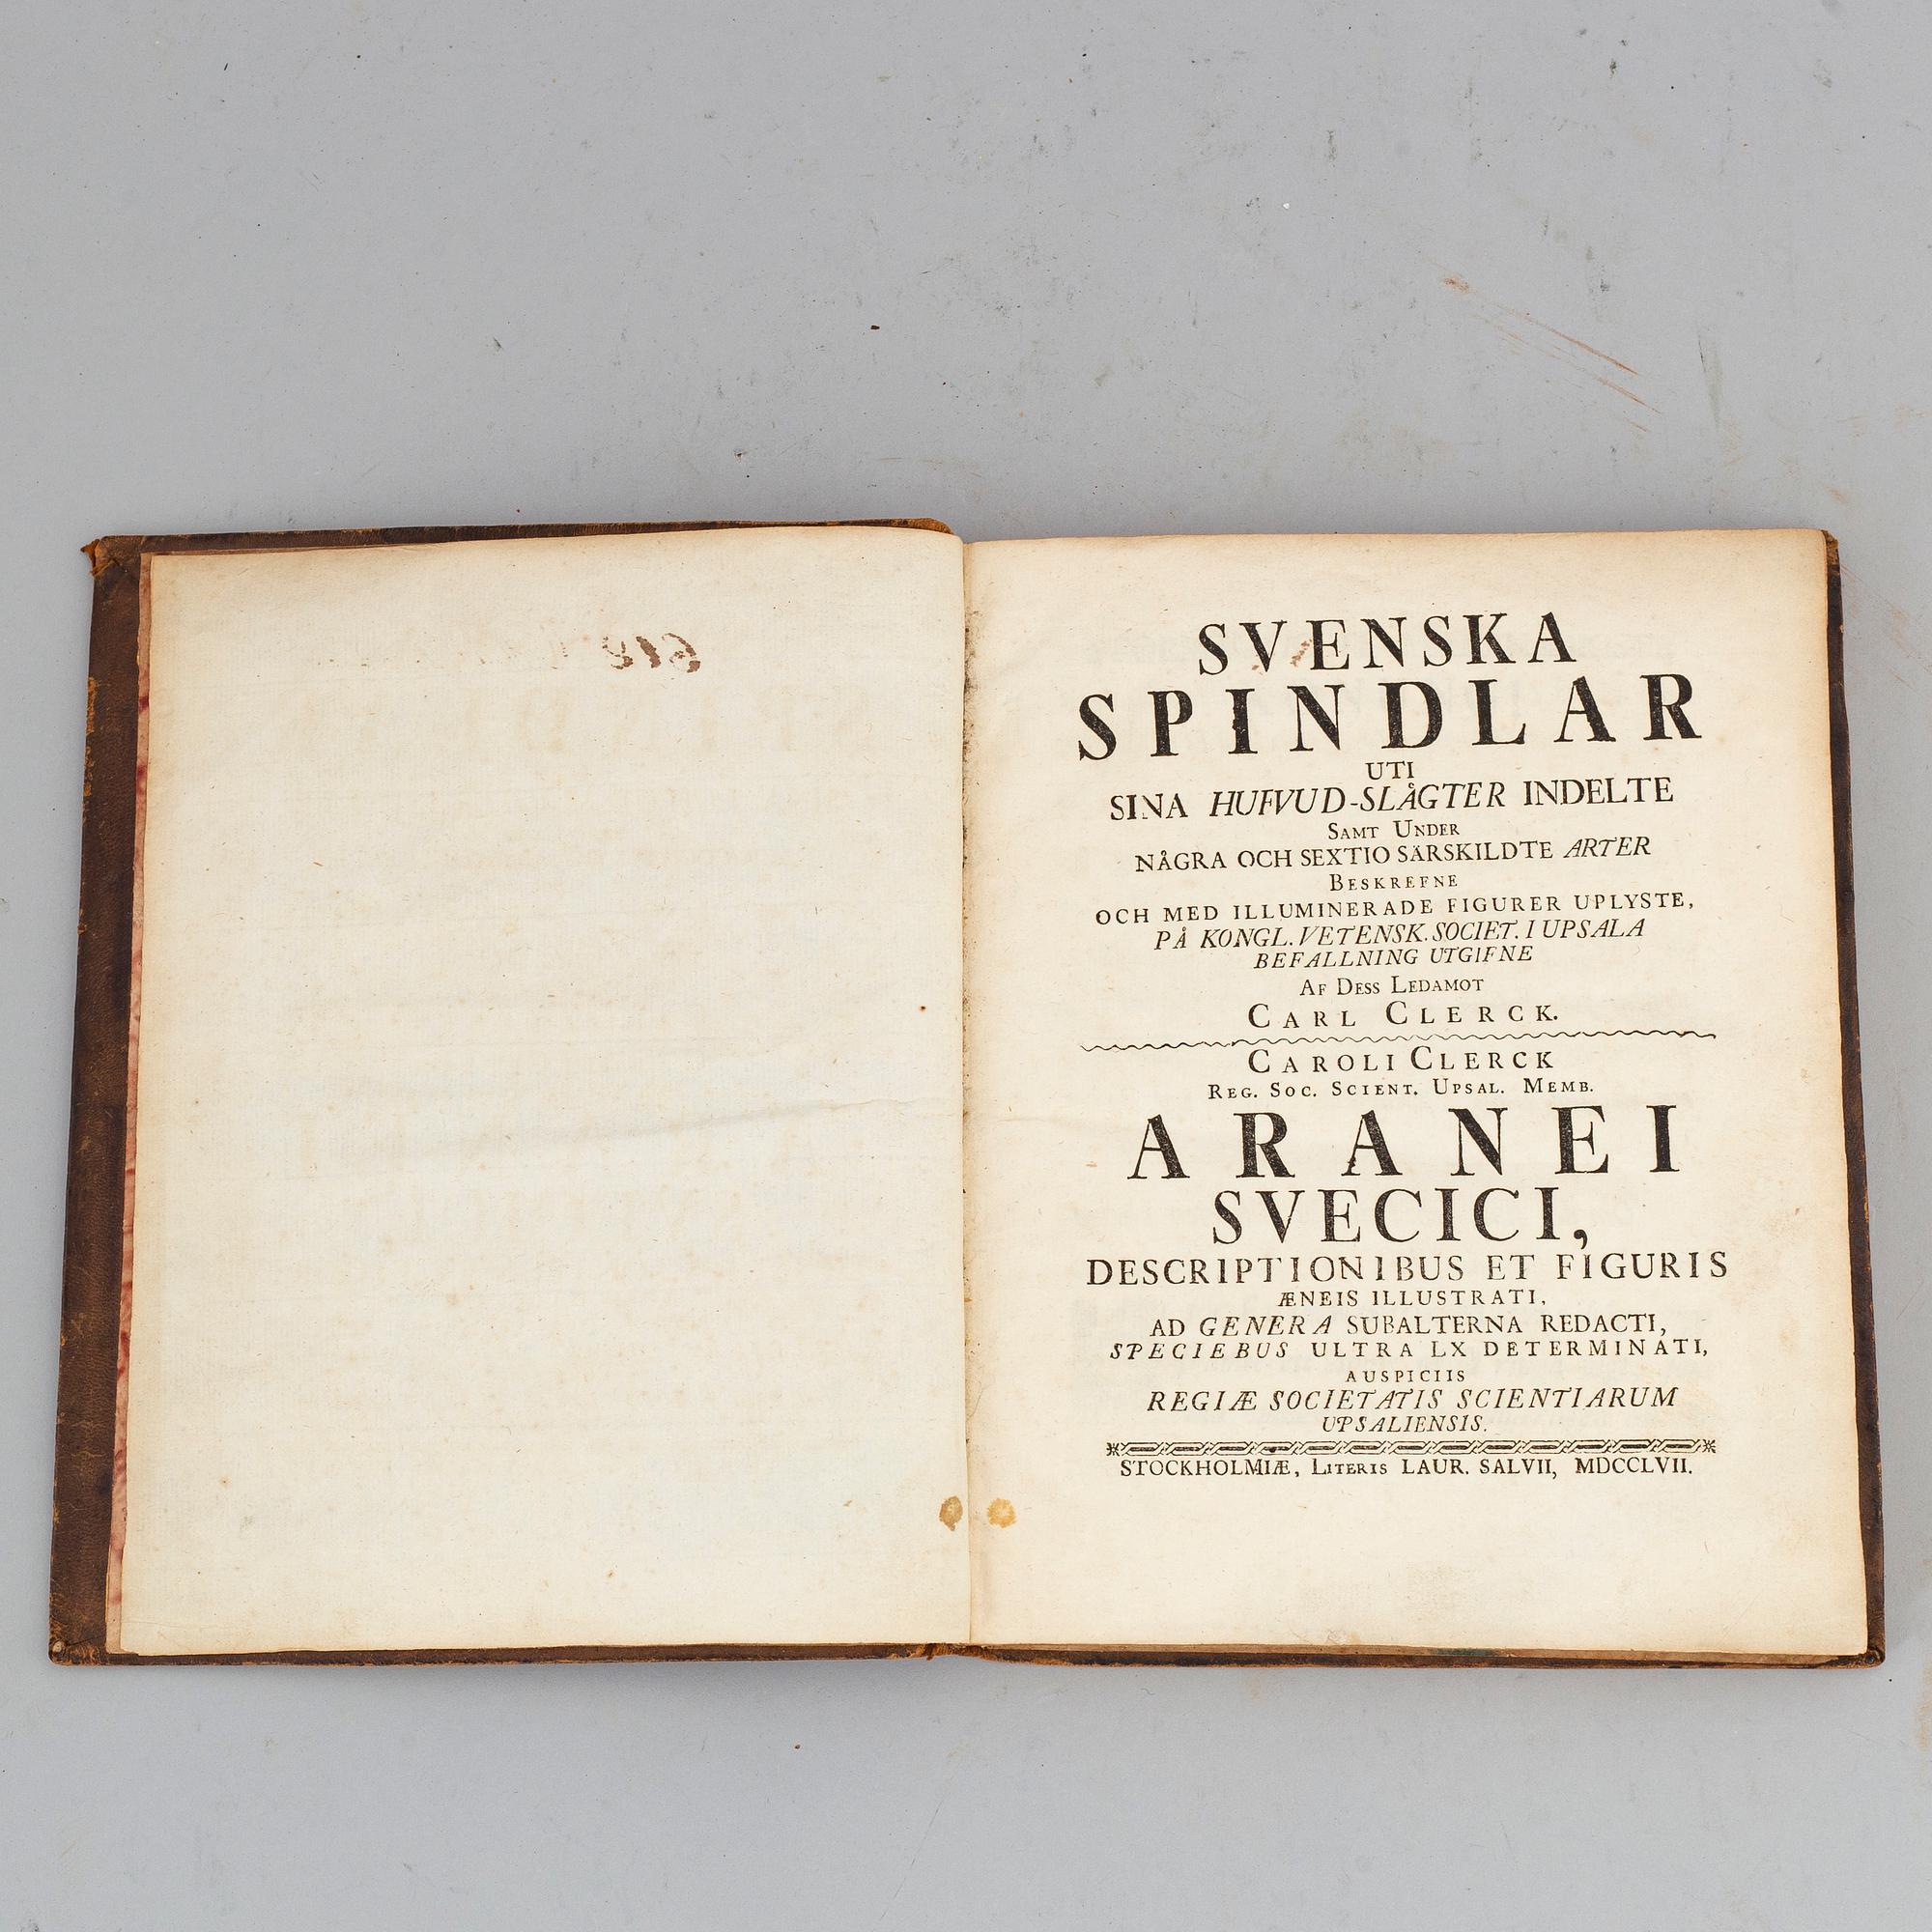 SVENSKA
SPINDLAR
UTI
SINA HUFVUD-SLÅGTER INDELTE
SAMT UNDER
NÅGRA OCH SEXTIO SÄRSKILDTE ARTER
BESKREFNE
OCH MED ILLUMINERADE FIGURER UPLYSTE,
PÅ KONGL. VETENSK. SOCIET. I UPSALA
BEFALLNING UTGIFNE
AF DESS LEDAMOT
CARL CLERCK.
CAROLI CLERCK
REG. SOC. SCIENT. UPSAL. MEMB.
ARANEI
SVECICI,
DESCRIPTIONIBUS ET FIGURIS
ÆNEIS ILLUSTRATI,
AD GENERA SUBALTERNA REDACTI,
SPECIEBUS ULTRA LX DETERMINATI,
AUSPICIIS
REGIÆ SOCIETATIS SCIENTIARUM
UPSALIENSIS.
STOCKHOLMIÆ, LITERIS LAUR. SALVII, MDCCLVII.